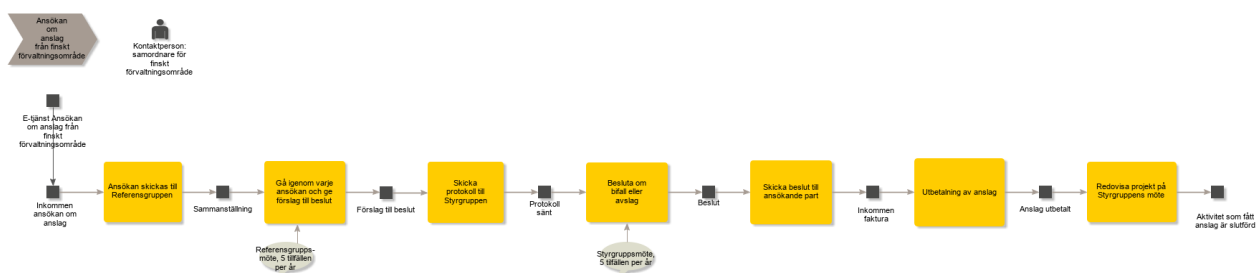 Ansökan
om
anslag
från finskt
förvaltningsområde
Kontaktperson:
samordnare för
finskt
förvaltningsområde
E-tjänst Ansökan
om anslag från
finskt
förvaltningsområde
Inkommen
ansökan om
anslag
Ansökan skickas till
Referensgruppen
Sammanställning
Gå igenom varje
ansökan och ge
förslag till beslut
Referensgrupps-
möte, 5 tillfällen
per år
Förslag till beslut
Skicka
protokoll till
Styrgruppen
Protokoll
sänt
Besluta om
bifall eller
avslag
Styrgruppsmöte,
5 tillfällen per år
Beslut
Skicka beslut till
ansökande part
Inkommen
faktura
Utbetalning av anslag
Anslag utbetalt
Redovisa projekt på
Styrgruppens möte
Aktivitet som fått
anslag är slutförd